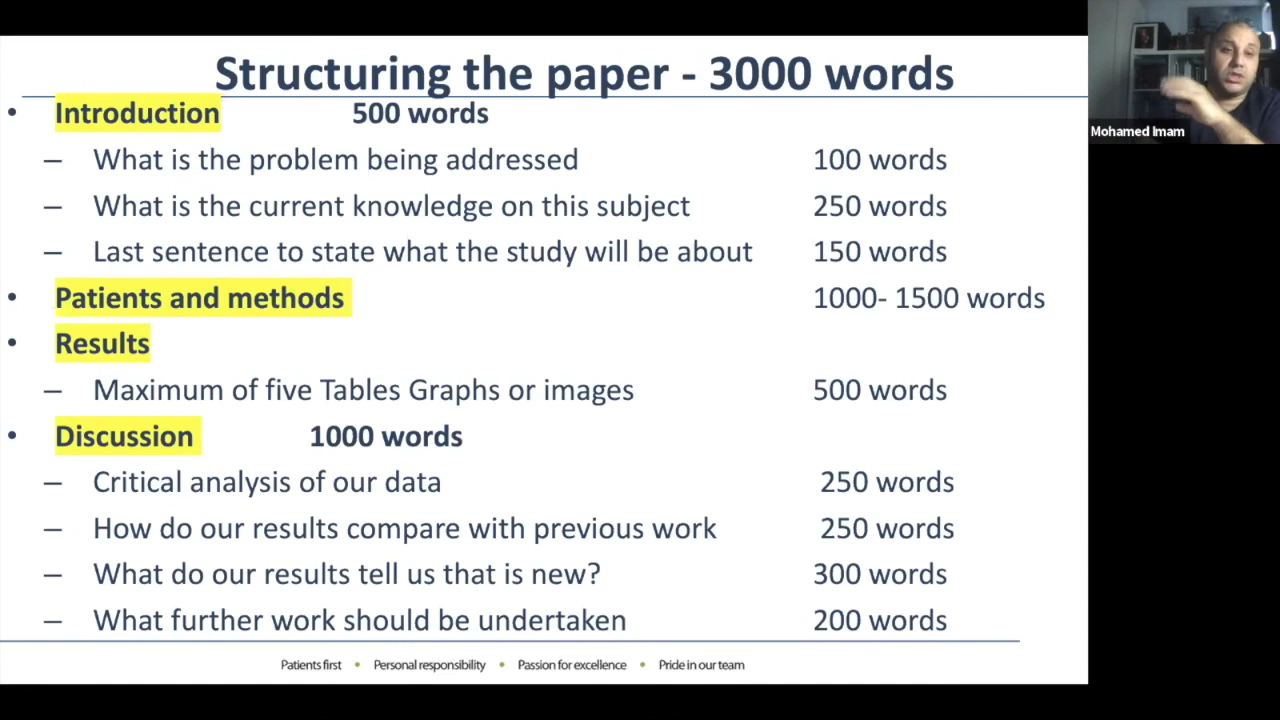 Structuring the paper - 3000 words
• Introduction 500 words
– What is the problem being addressed 100 words
– What is the current knowledge on this subject 250 words
– Last sentence to state what the study will be about 150 words
• Patients and methods 1000- 1500 words
• Results
– Maximum of five Tables Graphs or images 500 words
• Discussion 1000 words
– Critical analysis of our data 250 words
– How do our results compare with previous work 250 words
– What do our results tell us that is new? 300 words
– What further work should be undertaken 200 words
Patients first • Personal responsibility • Passion for excellence • Pride in our team
Mohamed Imam